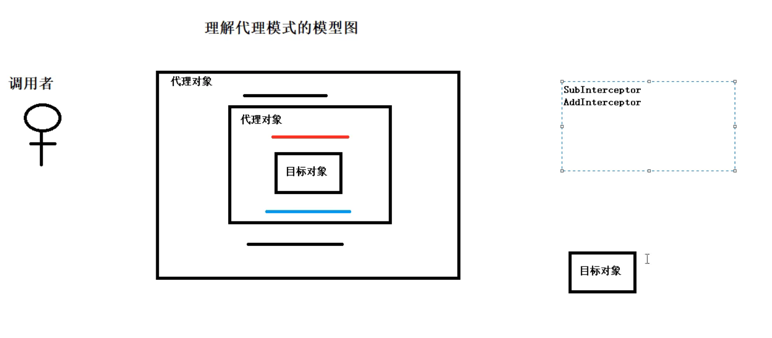 理解代理模式的模型图
调用者
代理对象
代理对象
目标对象
SubInterceptor
AddInterceptor
目标对象